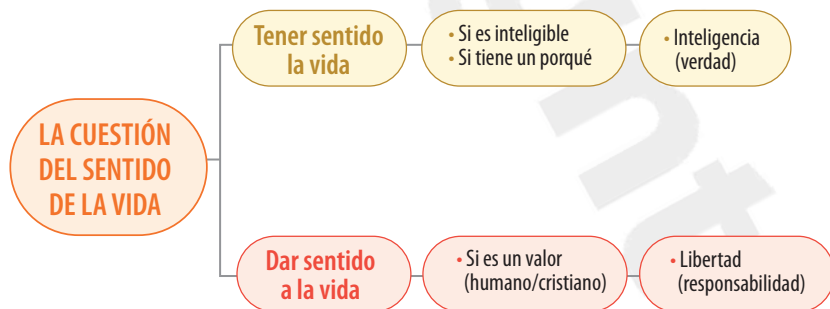 LA CUESTIÓN
DEL SENTIDO
DE LA VIDA
Tener sentido
la vida
• Si es inteligible
• Si tiene un porqué
• Inteligencia
(verdad)
Dar sentido
a la vida
• Si es un valor
(humano/cristiano)
• Libertad
(responsabilidad)